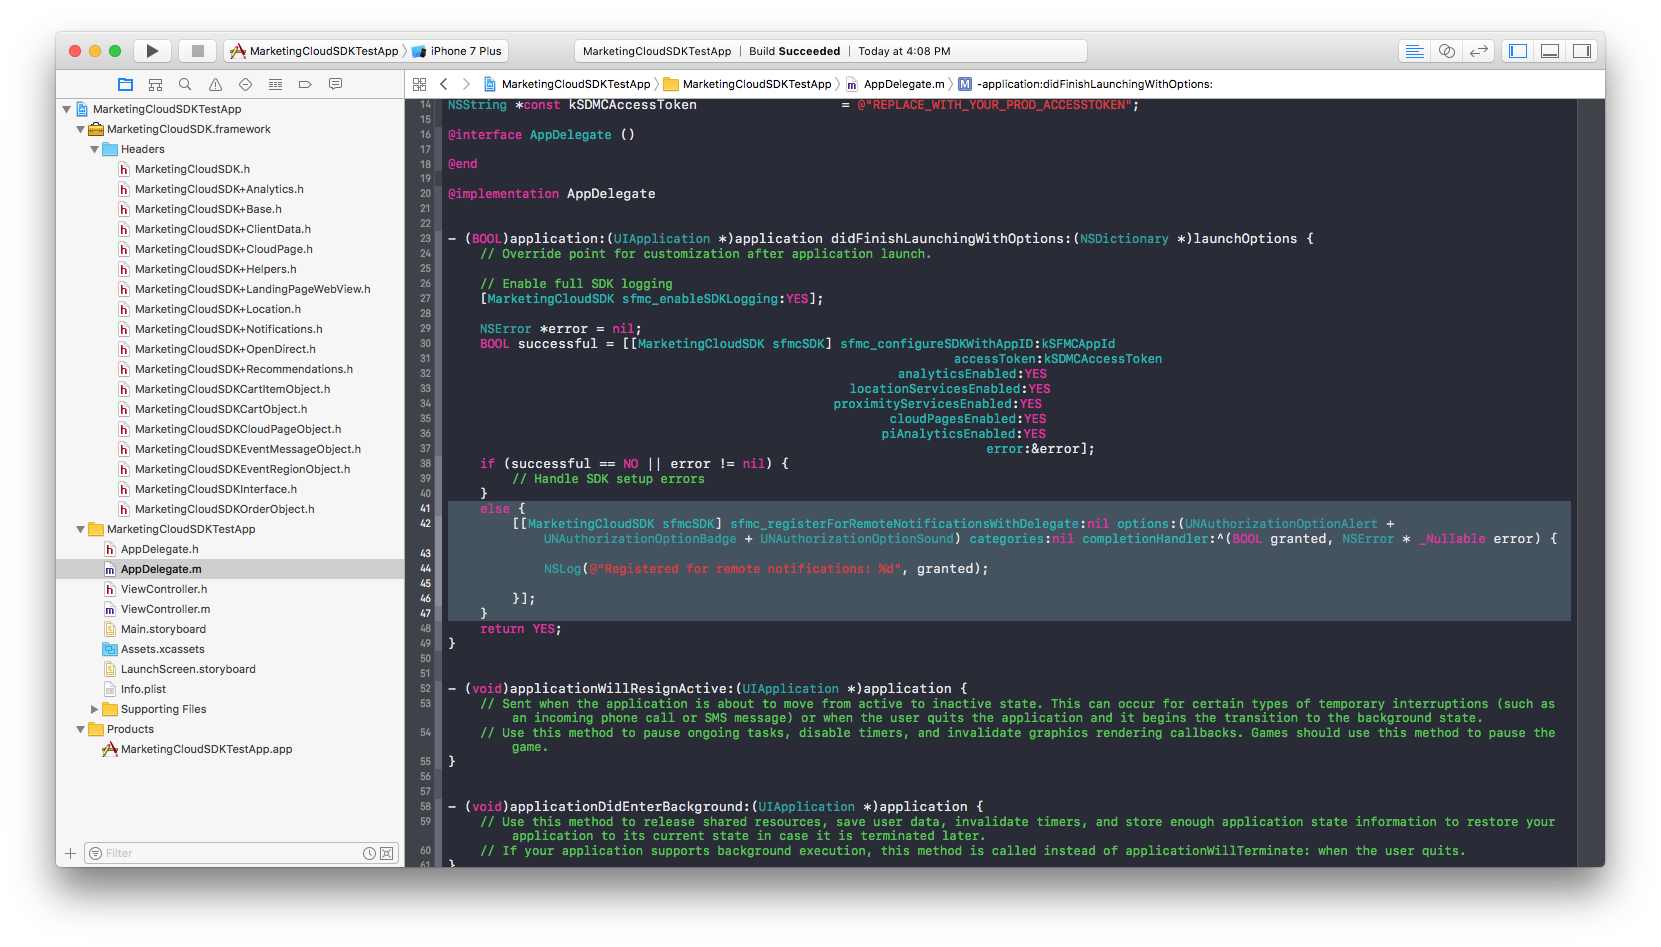 MarketingCloudSDKTestApp
iPhone 7 Plus
MarketingCloudSDKTestApp | Build Succeeded | Today at 4:08 PM
MarketingCloudSDKTestApp
MarketingCloudSDKTestApp
AppDelegate.m
M -application:didFinishLaunchingWithOptions:
MarketingCloudSDKTestApp
MarketingCloudSDK.framework
Headers
h MarketingCloudSDK.h
h MarketingCloudSDK+Analytics.h
h MarketingCloudSDK+Base.h
h MarketingCloudSDK+ClientData.h
h MarketingCloudSDK+CloudPage.h
h MarketingCloudSDK+Helpers.h
h MarketingCloudSDK+LandingPageWebView.h
h MarketingCloudSDK+Location.h
h MarketingCloudSDK+Notifications.h
h MarketingCloudSDK+OpenDirect.h
h MarketingCloudSDK+Recommendations.h
h MarketingCloudSDKCartItemObject.h
h MarketingCloudSDKCartObject.h
h MarketingCloudSDKCloudPageObject.h
h MarketingCloudSDKEventMessageObject.h
h MarketingCloudSDKEventRegionObject.h
h MarketingCloudSDKInterface.h
h MarketingCloudSDKOrderObject.h
MarketingCloudSDKTestApp
h AppDelegate.h
m AppDelegate.m
h ViewController.h
m ViewController.m
Main.storyboard
Assets.xcassets
LaunchScreen.storyboard
Info.plist
Supporting Files
Products
MarketingCloudSDKTestApp.app
Filter
14 NSString *const kSDMCAccessToken = @"REPLACE_WITH_YOUR_PROD_ACCESSTOKEN";
15
16 @interface AppDelegate ()
17
18 @end
19
20 @implementation AppDelegate
21
22
23 - (BOOL)application:(UIApplication *)application didFinishLaunchingWithOptions:(NSDictionary *)launchOptions {
24 // Override point for customization after application launch.
25
26 // Enable full SDK logging
27 [MarketingCloudSDK sfmc_enableSDKLogging:YES];
28
29 NSError *error = nil;
30 BOOL successful = [[MarketingCloudSDK sfmcSDK] sfmc_configureSDKWithAppID:kSFMCAppId
31 accessToken:kSDMCAccessToken
32 analyticsEnabled:YES
33 locationServicesEnabled:YES
34 proximityServicesEnabled:YES
35 cloudPagesEnabled:YES
36 piAnalyticsEnabled:YES
37 error:&error];
38 if (successful == NO || error != nil) {
39 // Handle SDK setup errors
40 }
41 else {
42 [[MarketingCloudSDK sfmcSDK] sfmc_registerForRemoteNotificationsWithDelegate:nil options:(UNAuthorizationOptionAlert +
UNAuthorizationOptionBadge + UNAuthorizationOptionSound) categories:nil completionHandler:^(BOOL granted, NSError * _Nullable error) {
43
44 NSLog(@"Registered for remote notifications: %d", granted);
45
46 }];
47 }
48 return YES;
49 }
50
51
52 - (void)applicationWillResignActive:(UIApplication *)application {
53 // Sent when the application is about to move from active to inactive state. This can occur for certain types of temporary interruptions (such as
an incoming phone call or SMS message) or when the user quits the application and it begins the transition to the background state.
54 // Use this method to pause ongoing tasks, disable timers, and invalidate graphics rendering callbacks. Games should use this method to pause the
game.
55 }
56
57
58 - (void)applicationDidEnterBackground:(UIApplication *)application {
59 // Use this method to release shared resources, save user data, invalidate timers, and store enough application state information to restore your
application to its current state in case it is terminated later.
60 // If your application supports background execution, this method is called instead of applicationWillTerminate: when the user quits.
61 }